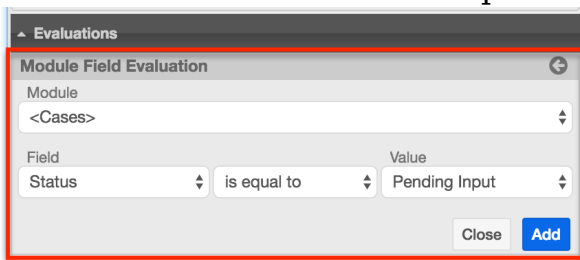 Evaluations
Module Field Evaluation
Module
<Cases>
Field Value
Status is equal to Pending Input
Close Add